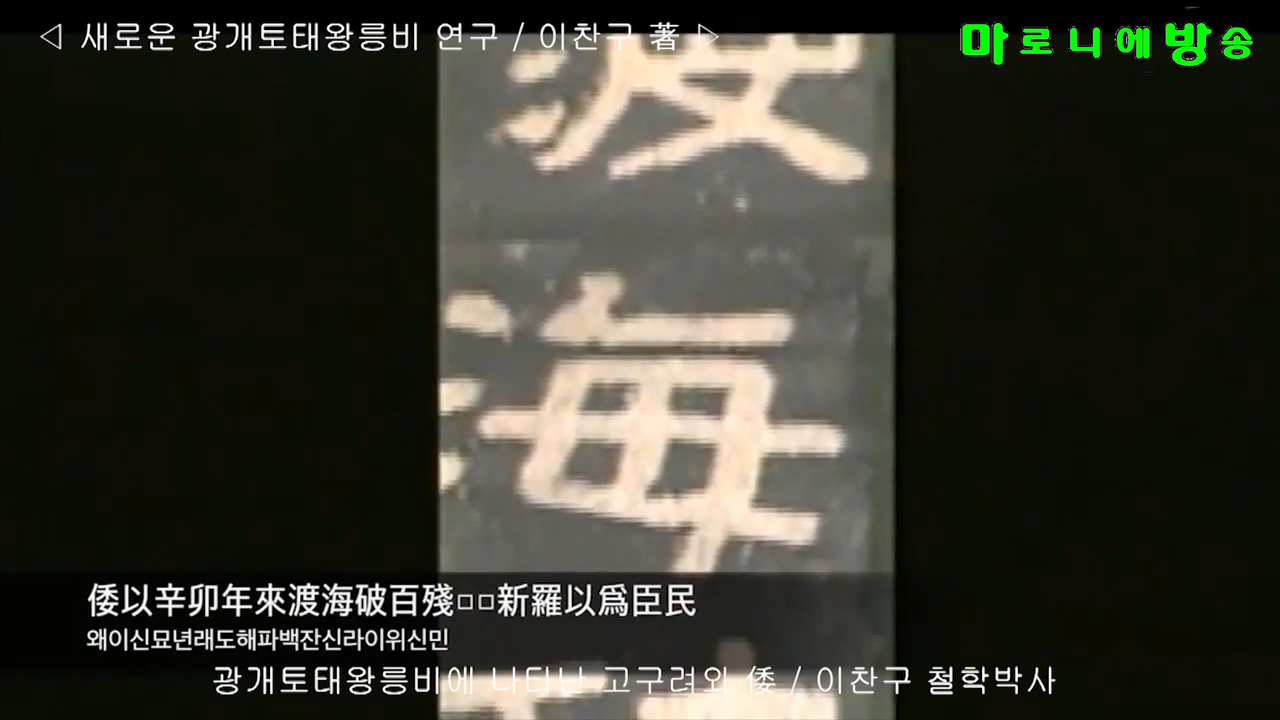 ◁ 새로운 광개토태왕릉비 연구 / 이찬구 著 ▷
마로니에방송
渡
海
倭以辛卯年來渡海破百殘□□新羅以爲臣民
왜이신묘년래도해파백잔신라이위신민
광개토태왕릉비에 나타난 고구려와 倭 / 이찬구 철학박사